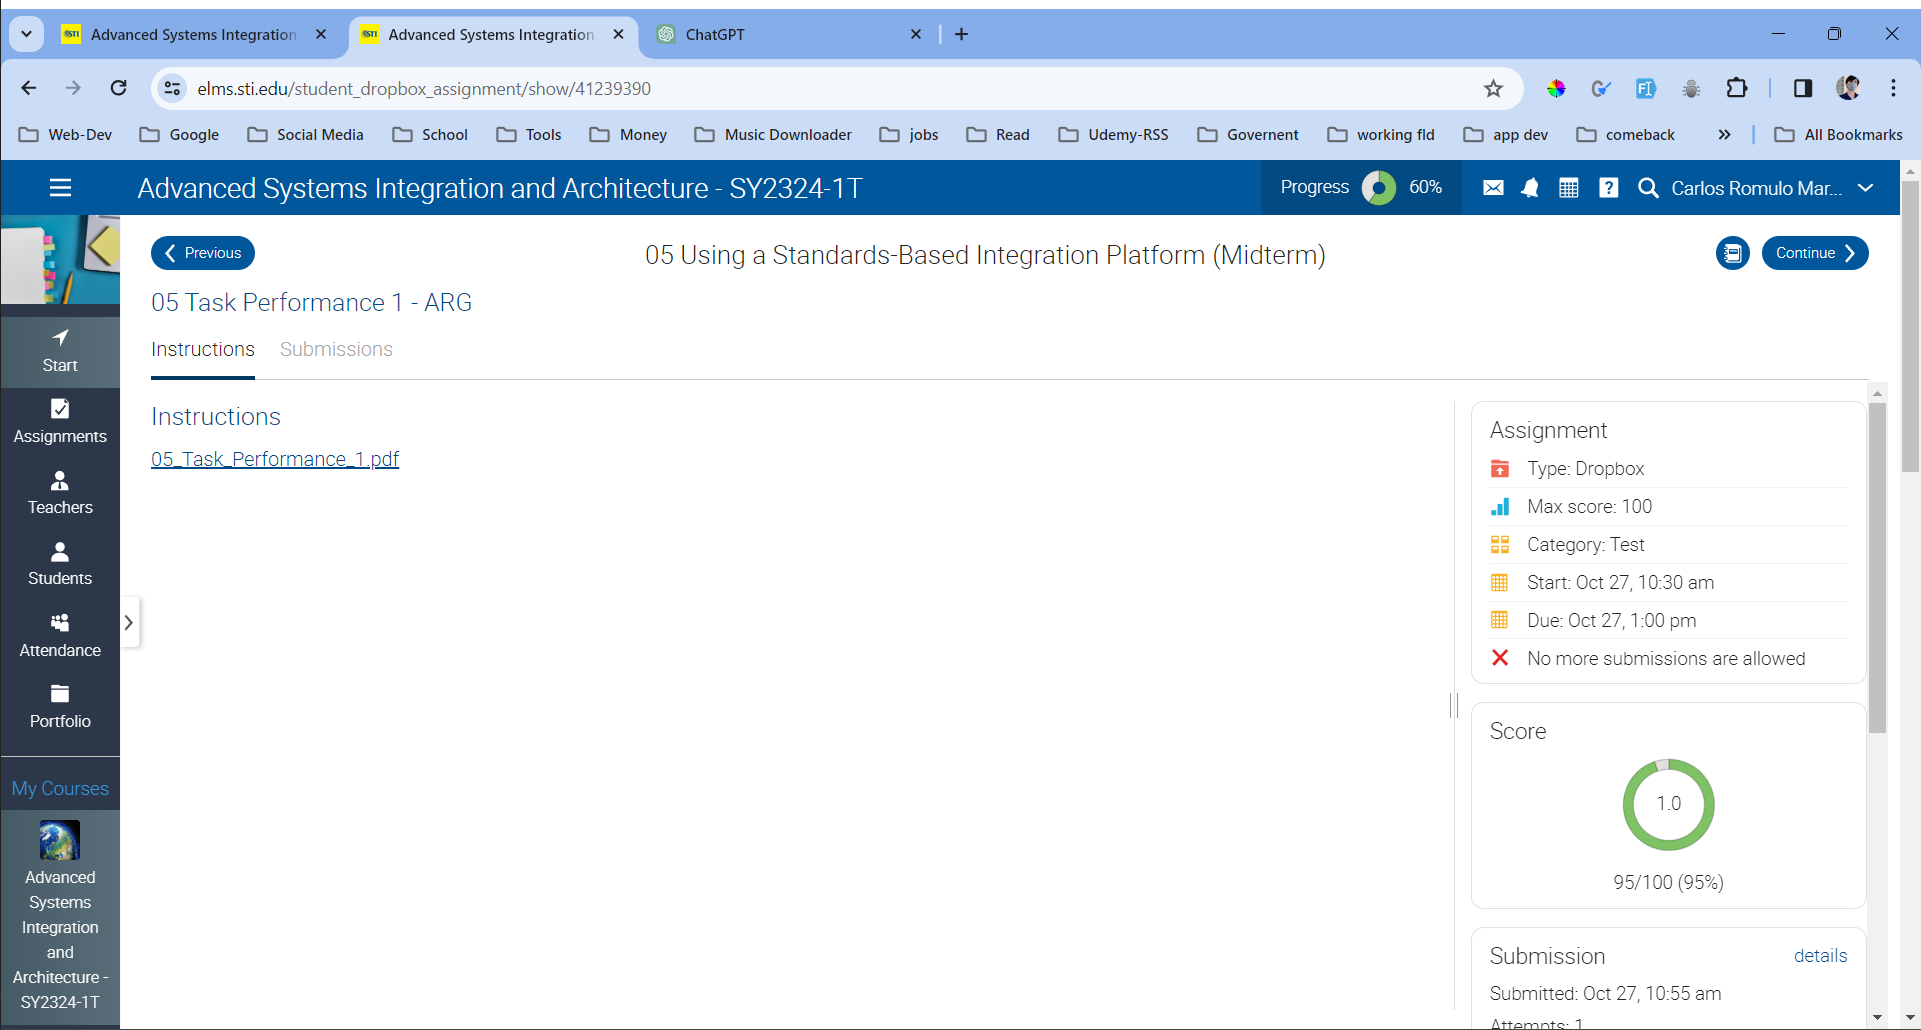 Advanced Systems Integration
Advanced Systems Integration
ChatGPT
elms.sti.edu/student_dropbox_assignment/show/41239390
Web-Dev
Google
Social Media
School
Tools
Money
Music Downloader
jobs
Read
Udemy-RSS
Governent
working fld
app dev
comeback
All Bookmarks
Advanced Systems Integration and Architecture - SY2324-1T
Progress
60%
Carlos Romulo Mar...
Previous
05 Using a Standards-Based Integration Platform (Midterm)
Continue
05 Task Performance 1 - ARG
Instructions
Submissions
Start
Assignments
Teachers
Students
Attendance
Portfolio
My Courses
Advanced
Systems
Integration
and
Architecture -
SY2324-1T
Instructions
05_Task_Performance_1.pdf
Assignment
Type: Dropbox
Max score: 100
Category: Test
Start: Oct 27, 10:30 am
Due: Oct 27, 1:00 pm
No more submissions are allowed
Score
1.0
95/100 (95%)
Submission
details
Submitted: Oct 27, 10:55 am
Attempts: 1